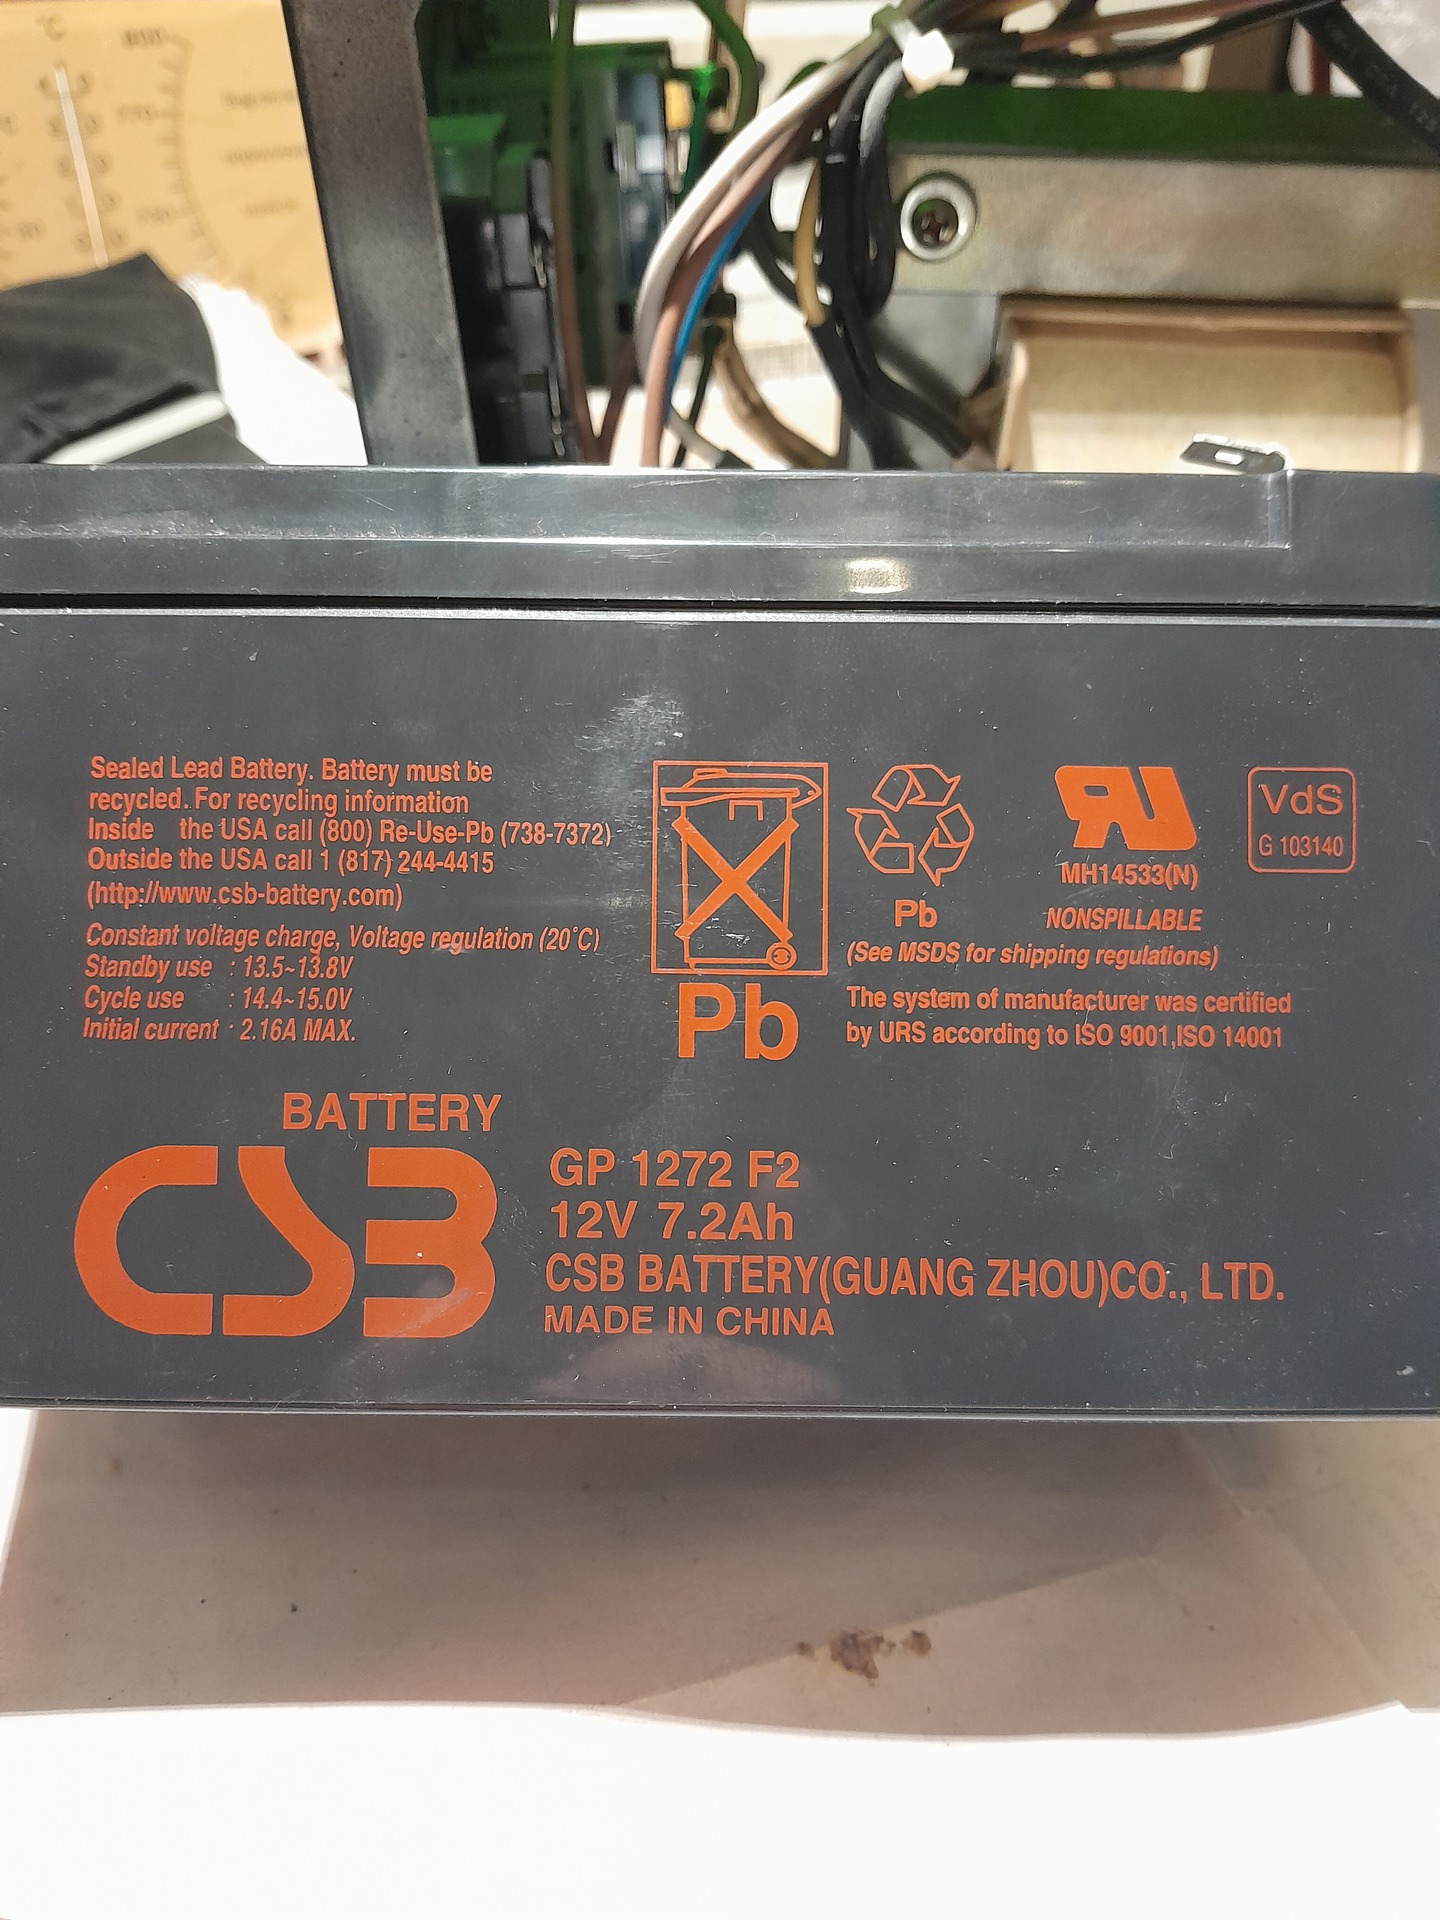 °C
800
770
Sealed Lead Battery. Battery must be
recycled. For recycling information
Inside the USA call (800) Re-Use-Pb (738-7372)
Outside the USA call 1 (817) 244-4415
(http://www.csb-battery.com)
Constant voltage charge, Voltage regulation (20°C)
Standby use : 13.5~13.8V
Cycle use : 14.4~15.0V
Initial current : 2.16A MAX.
Pb
Pb
MH14533(N)
NONSPILLABLE
(See MSDS for shipping regulations)
VdS
G 103140
The system of manufacturer was certified
by URS according to ISO 9001,ISO 14001
BATTERY
CSB
GP 1272 F2
12V 7.2Ah
CSB BATTERY(GUANG ZHOU)CO., LTD.
MADE IN CHINA